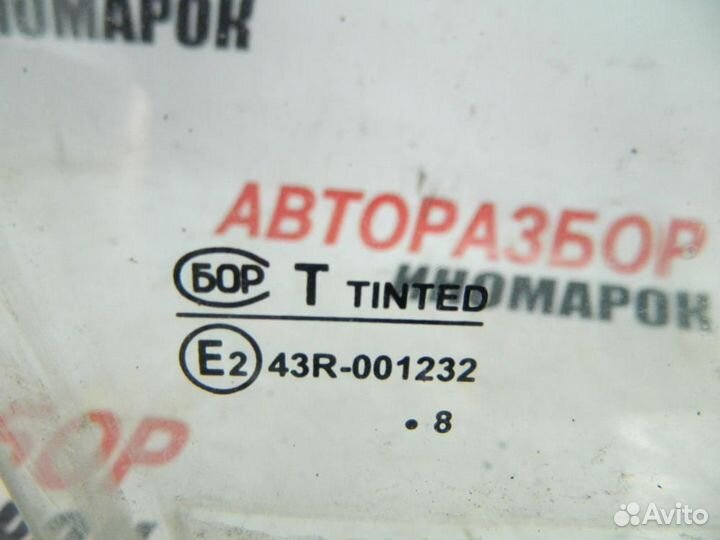 ИНОМАРОК
АВТОРАЗБОР
ИНОМАРОК
БОР T TINTED
E2 43R-001232
. 8
БОР
Avito